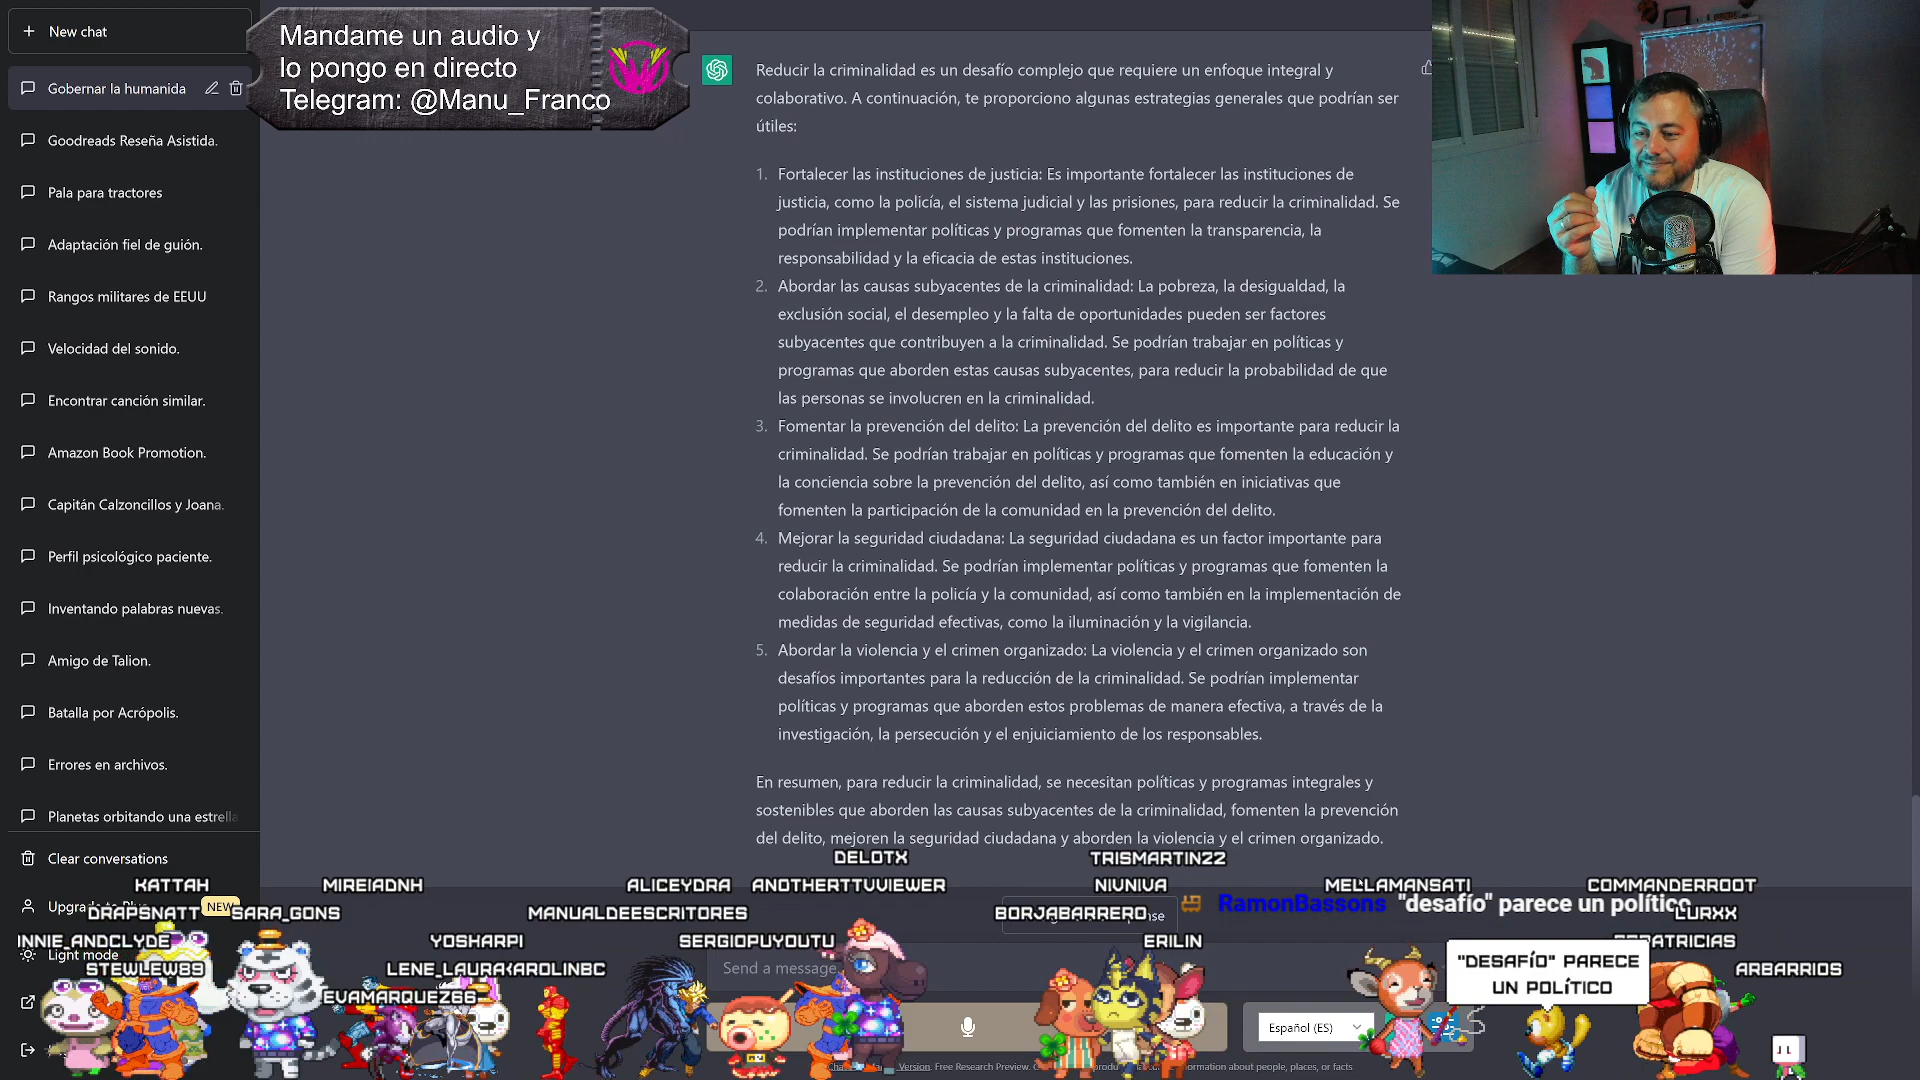 New chat
Gobernar la humanida
Goodreads Reseña Asistida.
Pala para tractores
Adaptación fiel de guión.
Rangos militares de EEUU
Velocidad del sonido.
Encontrar canción similar.
Amazon Book Promotion.
Capitán Calzoncillos y Joana.
Perfil psicológico paciente.
Inventando palabras nuevas.
Amigo de Talion.
Batalla por Acrópolis.
Errores en archivos.
Planetas orbitando una estrella
Clear conversations
NEW
Light mode
Mandame un audio y
lo pongo en directo
Telegram: @Manu_Franco
Reducir la criminalidad es un desafío complejo que requiere un enfoque integral y
colaborativo. A continuación, te proporciono algunas estrategias generales que podrían ser
útiles:
1. Fortalecer las instituciones de justicia: Es importante fortalecer las instituciones de
justicia, como la policía, el sistema judicial y las prisiones, para reducir la criminalidad. Se
podrían implementar políticas y programas que fomenten la transparencia, la
responsabilidad y la eficacia de estas instituciones.
2. Abordar las causas subyacentes de la criminalidad: La pobreza, la desigualdad, la
exclusión social, el desempleo y la falta de oportunidades pueden ser factores
subyacentes que contribuyen a la criminalidad. Se podrían trabajar en políticas y
programas que aborden estas causas subyacentes, para reducir la probabilidad de que
las personas se involucren en la criminalidad.
3. Fomentar la prevención del delito: La prevención del delito es importante para reducir la
criminalidad. Se podrían trabajar en políticas y programas que fomenten la educación y
la conciencia sobre la prevención del delito, así como también en iniciativas que
fomenten la participación de la comunidad en la prevención del delito.
4. Mejorar la seguridad ciudadana: La seguridad ciudadana es un factor importante para
reducir la criminalidad. Se podrían implementar políticas y programas que fomenten la
colaboración entre la policía y la comunidad, así como también en la implementación de
medidas de seguridad efectivas, como la iluminación y la vigilancia.
5. Abordar la violencia y el crimen organizado: La violencia y el crimen organizado son
desafíos importantes para la reducción de la criminalidad. Se podrían implementar
políticas y programas que aborden estos problemas de manera efectiva, a través de la
investigación, la persecución y el enjuiciamiento de los responsables.
En resumen, para reducir la criminalidad, se necesitan políticas y programas integrales y
sostenibles que aborden las causas subyacentes de la criminalidad, fomenten la prevención
del delito, mejoren la seguridad ciudadana y aborden la violencia y el crimen organizado.
DELOTX TRISMARTINZZ
KATTAH MIREIADNH ALICEYDRA ANOTHERTTVVIEWER NIVNIVA MELLAMANSATI COMMANDERROOT
RamonBassons "desafío" parece un político
DRAPSNATT SARA_GONS MANUALDEESCRITORES BORJABARRERO LURXX
INNIE_ANDCLYDE YOSHARPI SERGIOPUYOUTU ERILIN
STEWLEW89 LENE_LAURA KAROLINBC ARBARRIOS
EVAMARQUEZ66
"DESAFÍO" PARECE
UN POLÍTICO
Send a message
Español (ES)
Version. Free Research Preview.
information about people, places, or facts